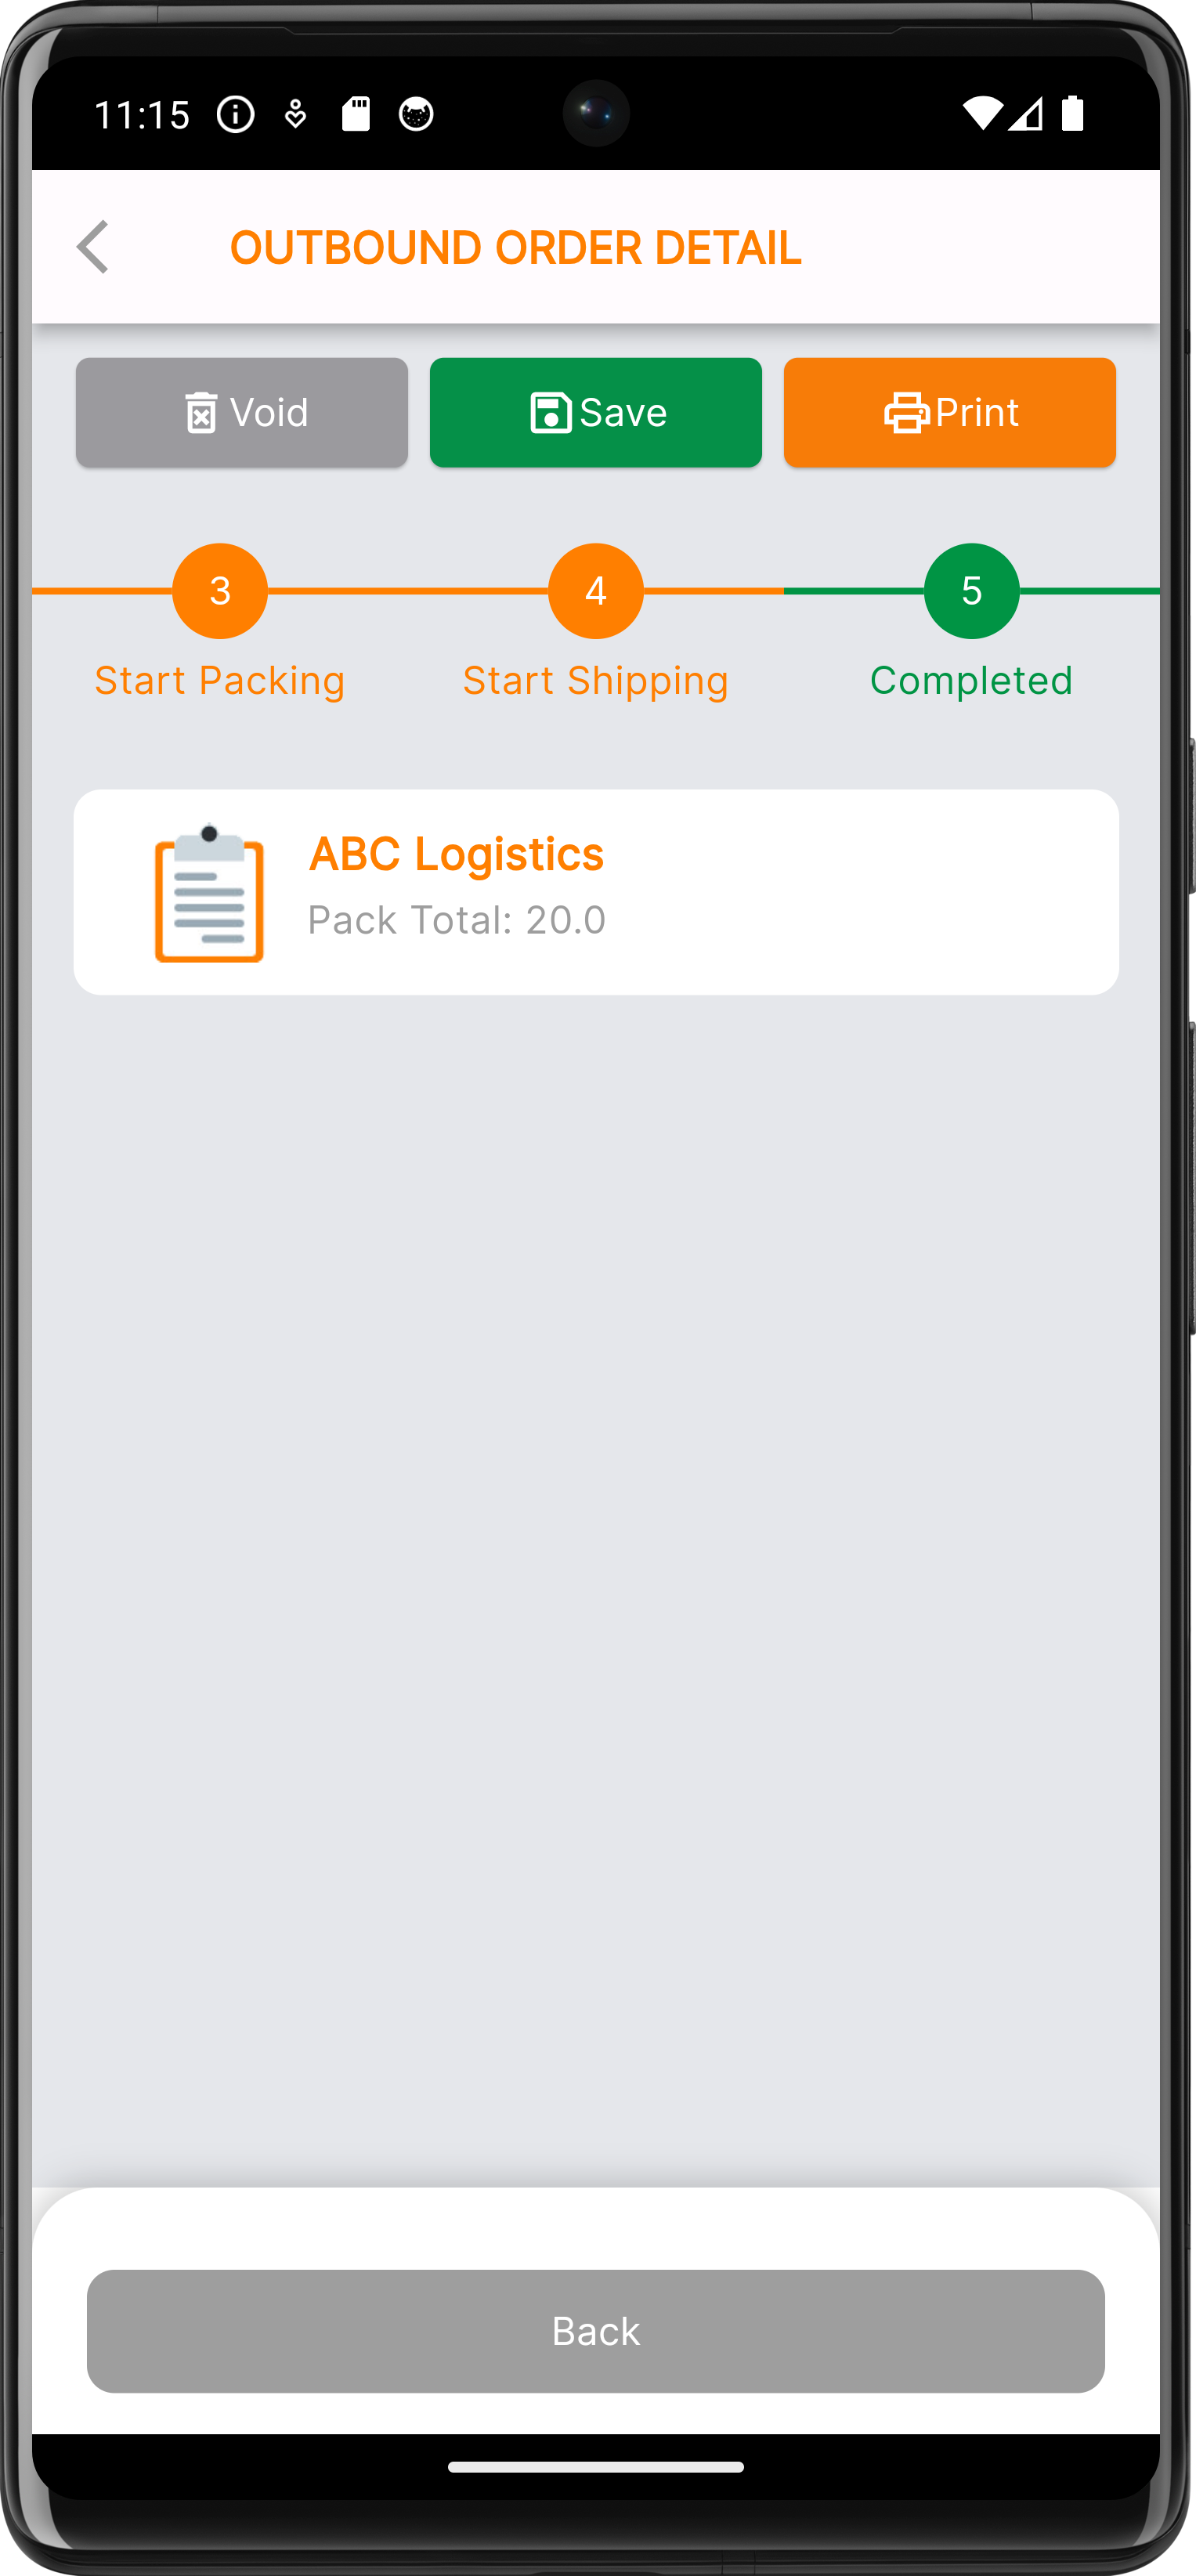 11:15
OUTBOUND ORDER DETAIL
Void Save Print
3 4 5
Start Packing Start Shipping Completed
ABC Logistics
Pack Total: 20.0
Back